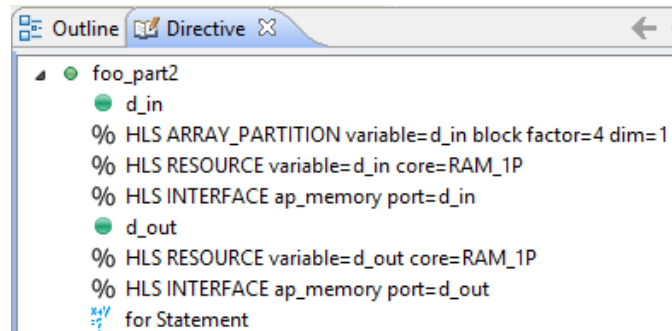 Outline Directive
foo_part2
d_in
% HLS ARRAY_PARTITION variable=d_in block factor=4 dim=1
% HLS RESOURCE variable=d_in core=RAM_1P
% HLS INTERFACE ap_memory port=d_in
d_out
% HLS RESOURCE variable=d_out core=RAM_1P
% HLS INTERFACE ap_memory port=d_out
for Statement